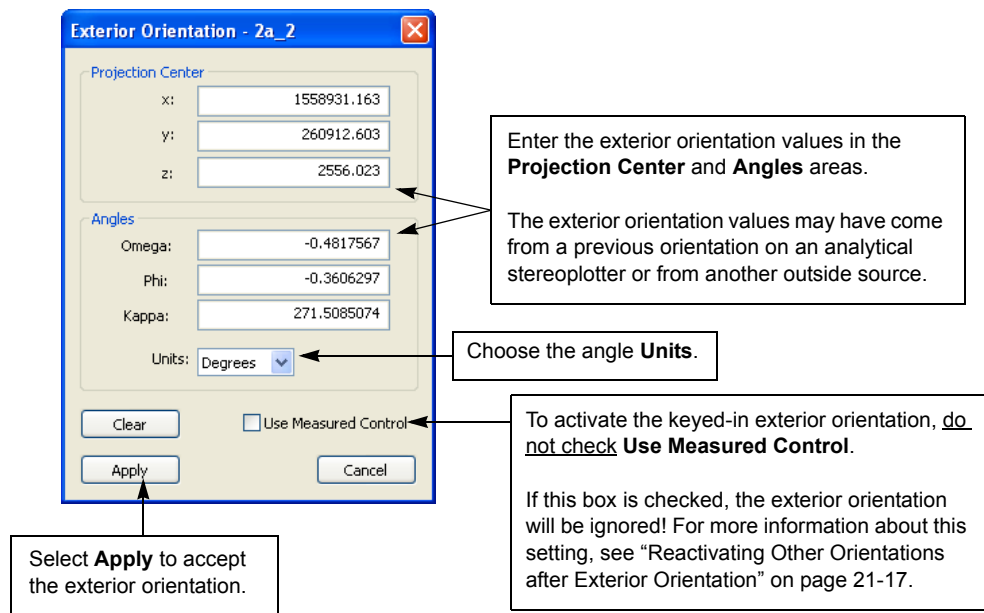 Exterior Orientation - 2a_2
Projection Center
x: 1558931.163
y: 260912.603
z: 2556.023
Angles
Omega: -0.4817567
Phi: -0.3606297
Kappa: 271.5085074
Units: Degrees
Clear
Use Measured Control
Apply
Cancel
Enter the exterior orientation values in the
Projection Center and Angles areas.
The exterior orientation values may have come
from a previous orientation on an analytical
stereoplotter or from another outside source.
Choose the angle Units.
To activate the keyed-in exterior orientation, do
not check Use Measured Control.
If this box is checked, the exterior orientation
will be ignored! For more information about this
setting, see “Reactivating Other Orientations
after Exterior Orientation” on page 21-17.
Select Apply to accept
the exterior orientation.